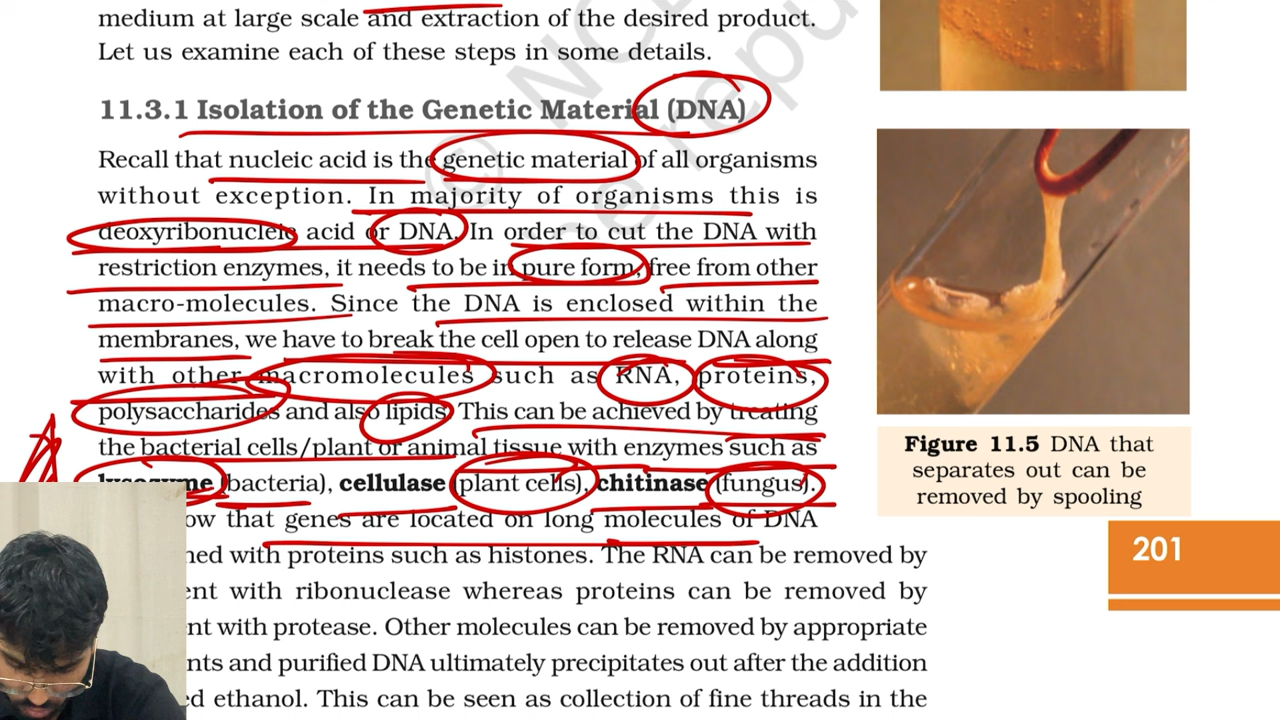 medium at large scale and extraction of the desired product.
Let us examine each of these steps in some details.
11.3.1 Isolation of the Genetic Material (DNA)
Recall that nucleic acid is the genetic material of all organisms
without exception. In majority of organisms this is
deoxyribonucleic acid or DNA. In order to cut the DNA with
restriction enzymes, it needs to be in pure form, free from other
macro-molecules. Since the DNA is enclosed within the
membranes, we have to break the cell open to release DNA along
with other macromolecules such as RNA, proteins,
polysaccharides and also lipids. This can be achieved by treating
the bacterial cells/plant or animal tissue with enzymes such as
lysozyme (bacteria), cellulase (plant cells), chitinase (fungus).
ow that genes are located on long molecules of DNA
ned with proteins such as histones. The RNA can be removed by
ent with ribonuclease whereas proteins can be removed by
nt with protease. Other molecules can be removed by appropriate
nts and purified DNA ultimately precipitates out after the addition
ed ethanol. This can be seen as collection of fine threads in the
Figure 11.5 DNA that
separates out can be
removed by spooling
201